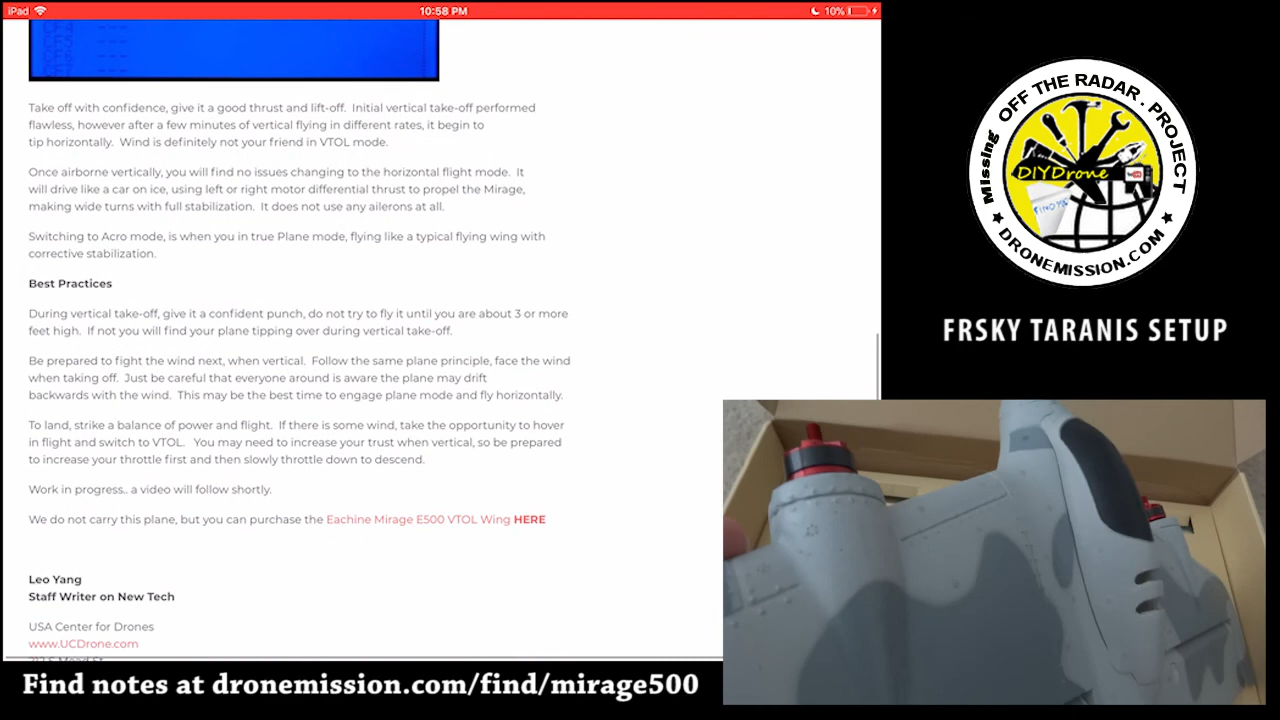 iPad
10:58 PM
10%
Take off with confidence, give it a good thrust and lift-off. Initial vertical take-off performed
flawless, however after a few minutes of vertical flying in different rates, it begin to
tip horizontally. Wind is definitely not your friend in VTOL mode.
Once airborne vertically, you will find no issues changing to the horizontal flight mode. It
will drive like a car on ice, using left or right motor differential thrust to propel the Mirage,
making wide turns with full stabilization. It does not use any ailerons at all.
Switching to Acro mode, is when you in true Plane mode, flying like a typical flying wing with
corrective stabilization.
Best Practices
During vertical take-off, give it a confident punch, do not try to fly it until you are about 3 or more
feet high. If not you will find your plane tipping over during vertical take-off.
Be prepared to fight the wind next, when vertical. Follow the same plane principle, face the wind
when taking off. Just be careful that everyone around is aware the plane may drift
backwards with the wind. This may be the best time to engage plane mode and fly horizontally.
To land, strike a balance of power and flight. If there is some wind, take the opportunity to hover
in flight and switch to VTOL. You may need to increase your trust when vertical, so be prepared
to increase your throttle first and then slowly throttle down to descend.
Work in progress.. a video will follow shortly.
We do not carry this plane, but you can purchase the Eachine Mirage E500 VTOL Wing HERE
Leo Yang
Staff Writer on New Tech
USA Center for Drones
www.UCDrone.com
Missing OFF THE RADAR . PROJECT
DIYDrone
DRONEMISSION.COM
FRSKY TARANIS SETUP
Find notes at dronemission.com/find/mirage500